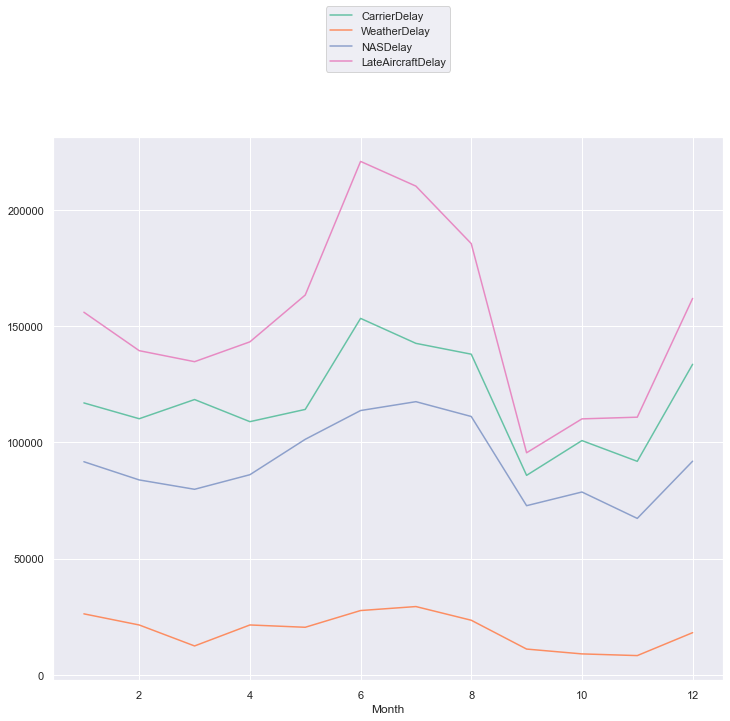 CarrierDelay
WeatherDelay
NASDelay
LateAircraftDelay
200000
150000
100000
50000
0
2 4 6 8 10 12
Month